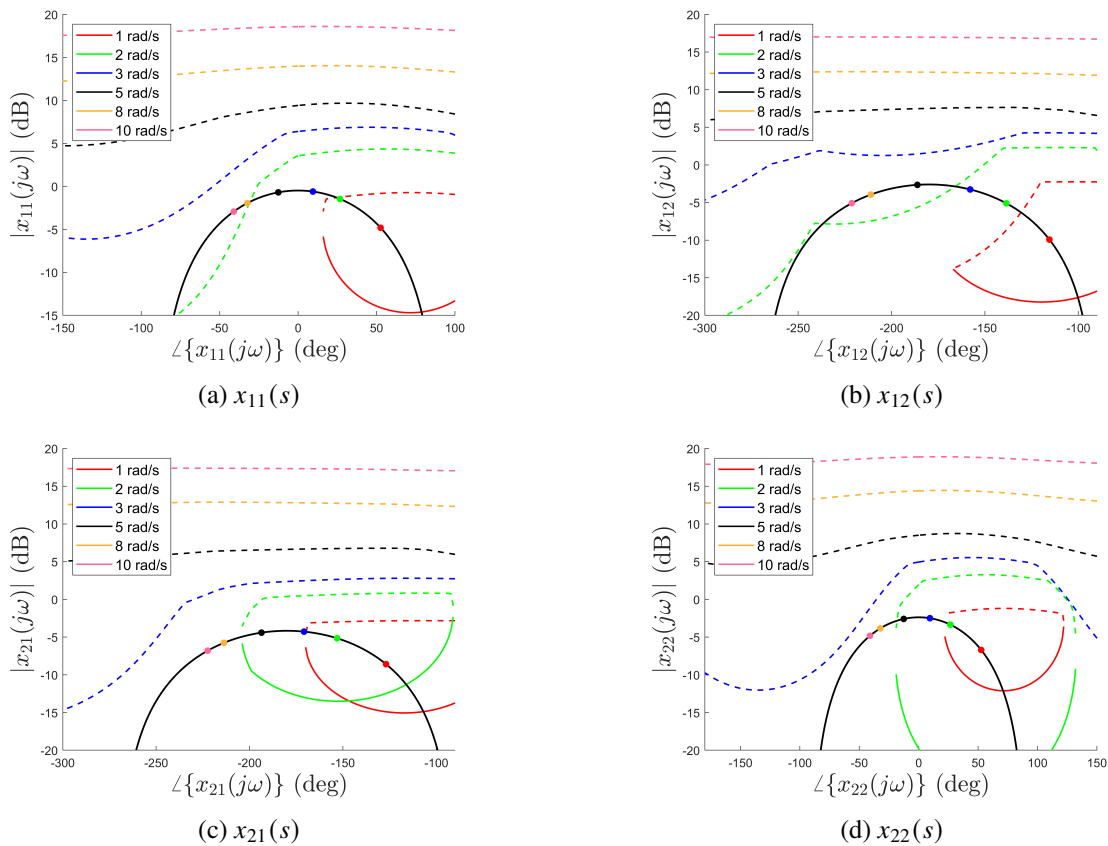 20
15
10
5
0
-5
-10
-15
-150
-100
-50
0
50
100
|x11(jω)| (dB)
∠{x11(jω)} (deg)
1 rad/s
2 rad/s
3 rad/s
5 rad/s
8 rad/s
10 rad/s
(a) x11(s)
20
15
10
5
0
-5
-10
-15
-20
-300
-250
-200
-150
-100
|x12(jω)| (dB)
∠{x12(jω)} (deg)
1 rad/s
2 rad/s
3 rad/s
5 rad/s
8 rad/s
10 rad/s
(b) x12(s)
20
15
10
5
0
-5
-10
-15
-20
-300
-250
-200
-150
-100
|x21(jω)| (dB)
∠{x21(jω)} (deg)
1 rad/s
2 rad/s
3 rad/s
5 rad/s
8 rad/s
10 rad/s
(c) x21(s)
20
15
10
5
0
-5
-10
-15
-20
-150
-100
-50
0
50
100
150
|x22(jω)| (dB)
∠{x22(jω)} (deg)
1 rad/s
2 rad/s
3 rad/s
5 rad/s
8 rad/s
10 rad/s
(d) x22(s)